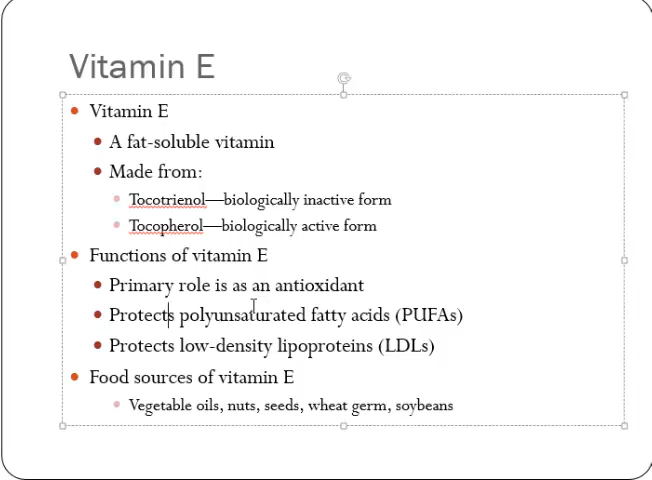 Vitamin E
Vitamin E
A fat-soluble vitamin
Made from:
Tocotrienol—biologically inactive form
Tocopherol—biologically active form
Functions of vitamin E
Primary role is as an antioxidant
Protects polyunsaturated fatty acids (PUFAs)
Protects low-density lipoproteins (LDLs)
Food sources of vitamin E
Vegetable oils, nuts, seeds, wheat germ, soybeans